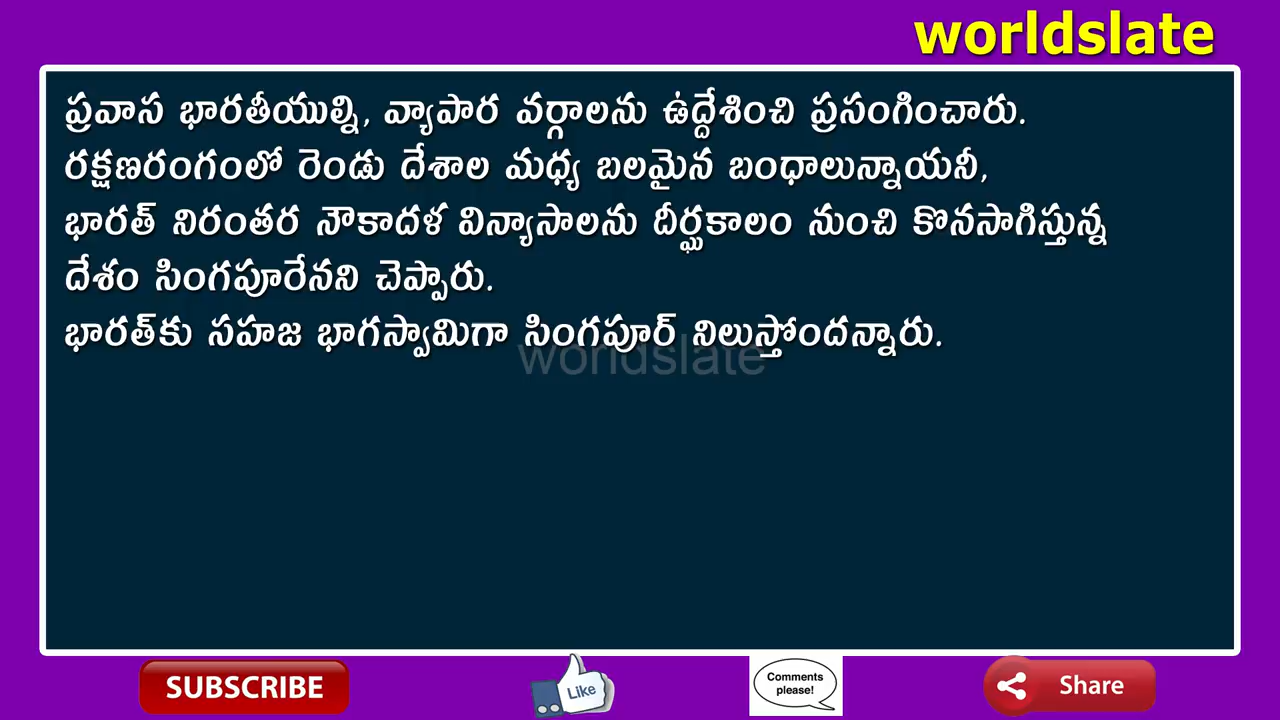 worldslate
ప్రవాస భారతీయుల్ని, వ్యాపార వర్గాలను ఉద్దేశించి ప్రసంగించారు.
రక్షణరంగంలో రెండు దేశాల మధ్య బలమైన బంధాలున్నాయనీ,
భారత్ నిరంతర నౌకాదళ విన్యాసాలను దీర్ఘకాలం నుంచి కొనసాగిస్తున్న
దేశం సింగపూరేనని చెప్పారు.
భారత్‌కు సహజ భాగస్వామిగా సింగపూర్ నిలుస్తోందన్నారు.
worldslate
SUBSCRIBE
Like
Comments
please!
Share